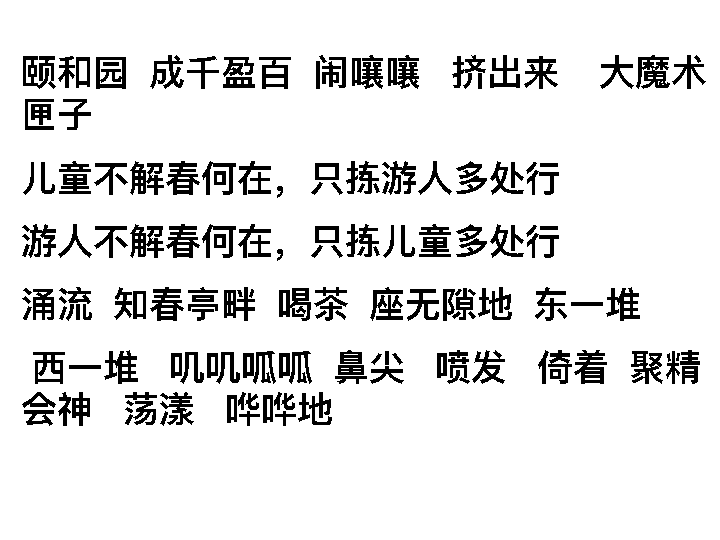 颐和园 成千盈百 闹嚷嚷 挤出来 大魔术
匣子
儿童不解春何在，只拣游人多处行
游人不解春何在，只拣儿童多处行
涌流 知春亭畔 喝茶 座无隙地 东一堆
西一堆 叽叽呱呱 鼻尖 喷发 倚着 聚精
会神 荡漾 哗哗地